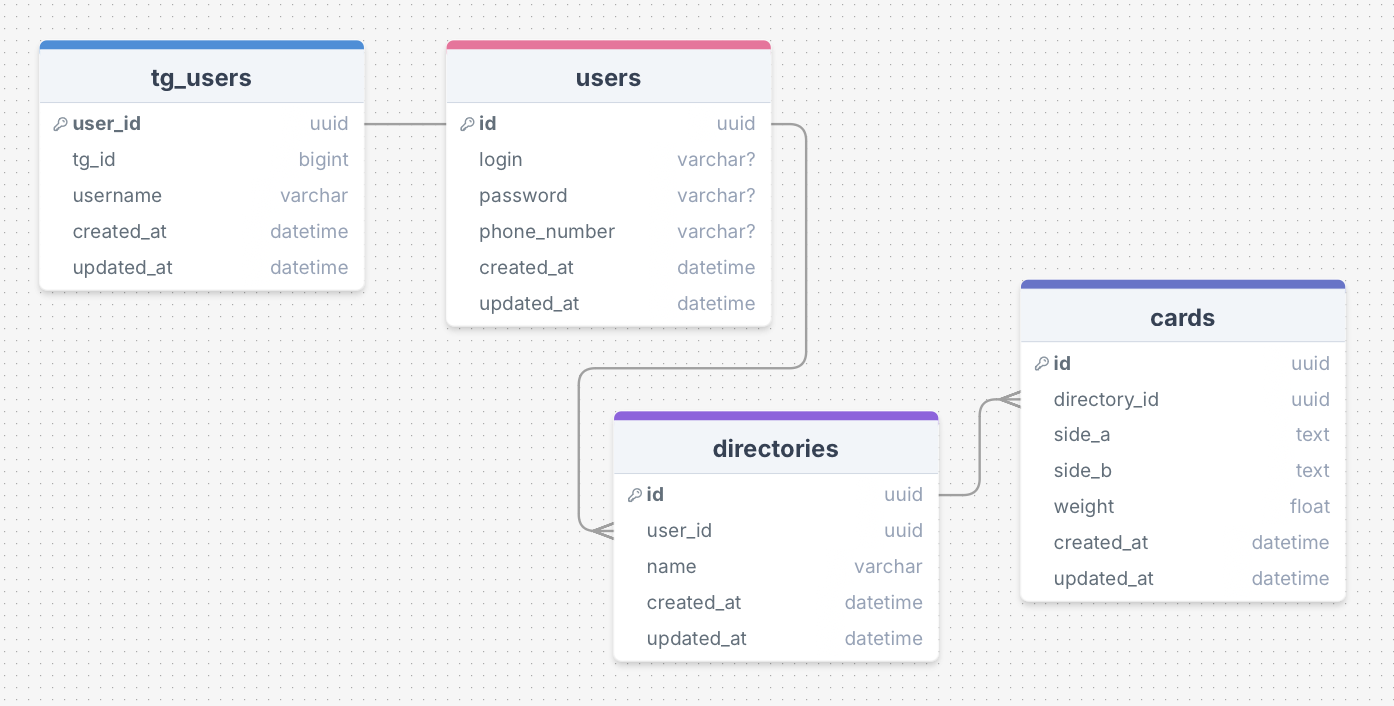 tg_users
user_id uuid
tg_id bigint
username varchar
created_at datetime
updated_at datetime
users
id uuid
login varchar?
password varchar?
phone_number varchar?
created_at datetime
updated_at datetime
directories
id uuid
user_id uuid
name varchar
created_at datetime
updated_at datetime
cards
id uuid
directory_id uuid
side_a text
side_b text
weight float
created_at datetime
updated_at datetime